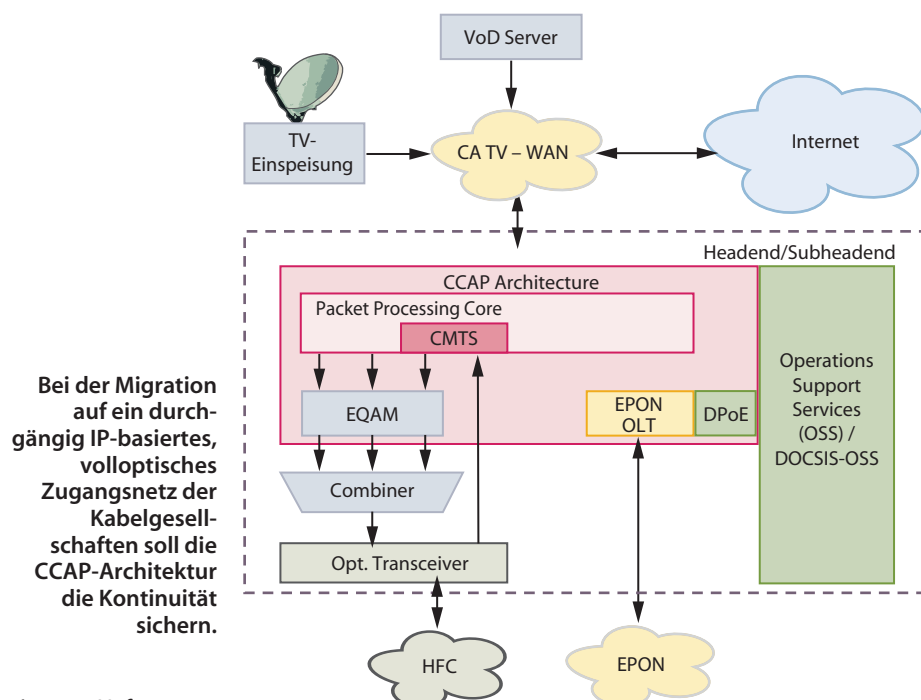 VoD Server
TV-
Einspeisung
CA TV – WAN
Internet
Headend/Subheadend
CCAP Architecture
Packet Processing Core
CMTS
EQAM
EPON
OLT
DPoE
Operations
Support
Services
(OSS) /
DOCSIS-OSS
Combiner
Opt. Transceiver
HFC
EPON
Bei der Migration
auf ein durch-
gängig IP-basiertes,
volloptisches
Zugangsnetz der
Kabelgesell-
schaften soll die
CCAP-Architektur
die Kontinuität
sichern.